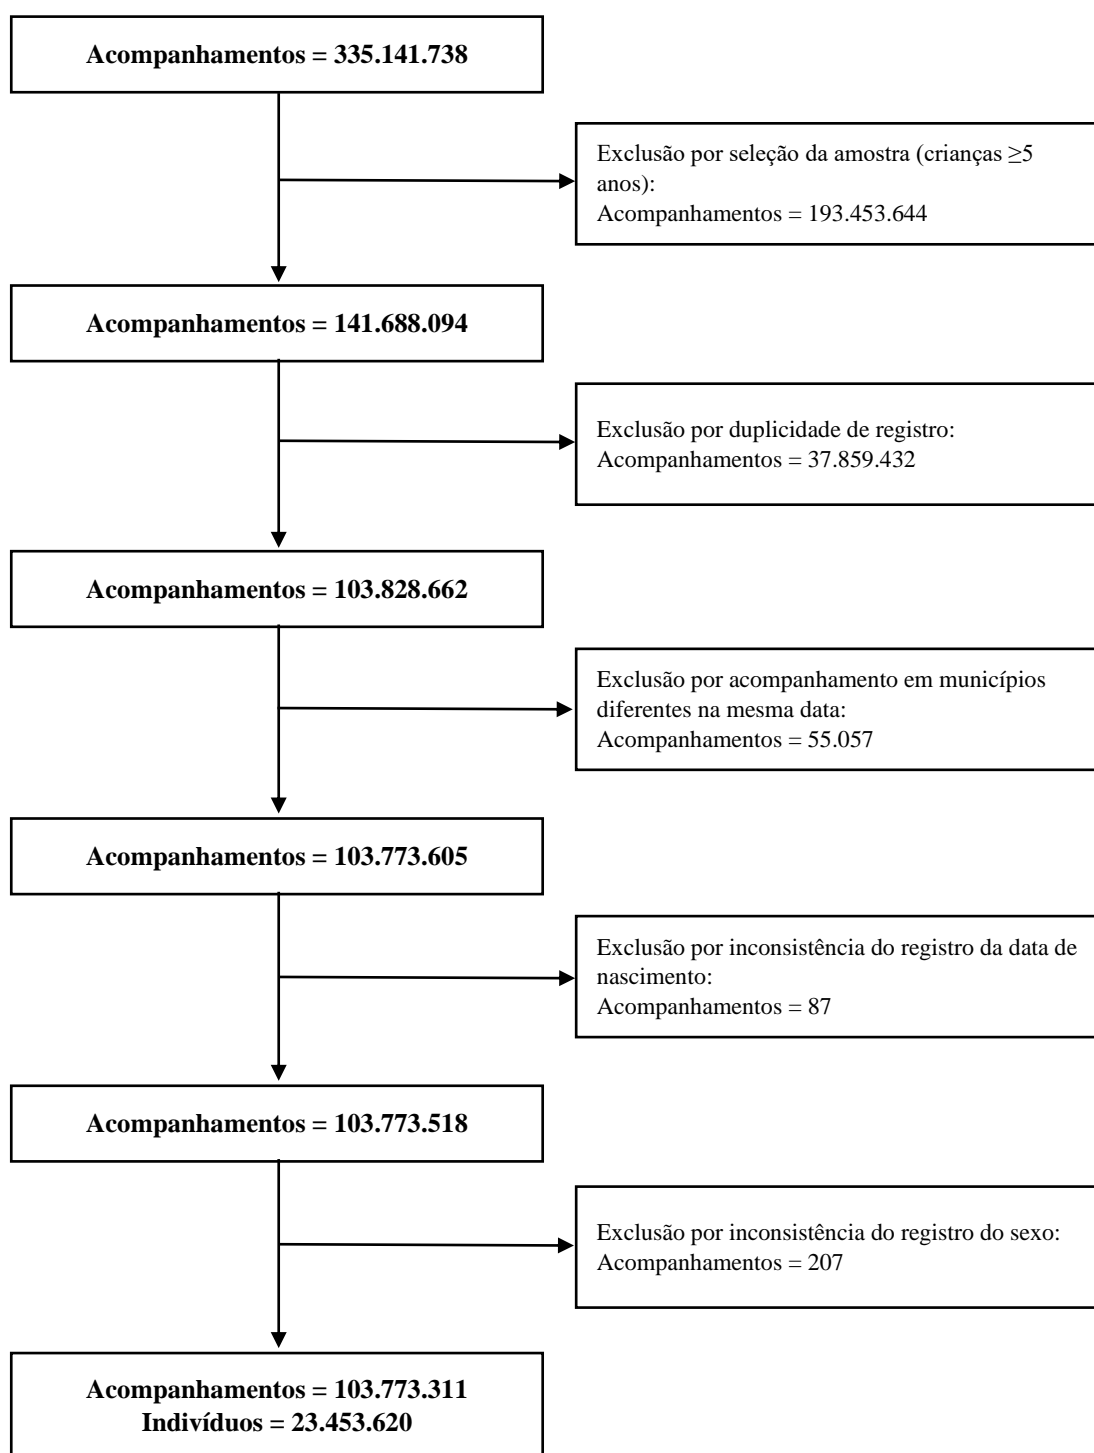 Acompanhamentos = 335.141.738
Exclusão por seleção da amostra (crianças ≥5
anos):
Acompanhamentos = 193.453.644
Acompanhamentos = 141.688.094
Exclusão por duplicidade de registro:
Acompanhamentos = 37.859.432
Acompanhamentos = 103.828.662
Exclusão por acompanhamento em municípios
diferentes na mesma data:
Acompanhamentos = 55.057
Acompanhamentos = 103.773.605
Exclusão por inconsistência do registro da data de
nascimento:
Acompanhamentos = 87
Acompanhamentos = 103.773.518
Exclusão por inconsistência do registro do sexo:
Acompanhamentos = 207
Acompanhamentos = 103.773.311
Indivíduos = 23.453.620